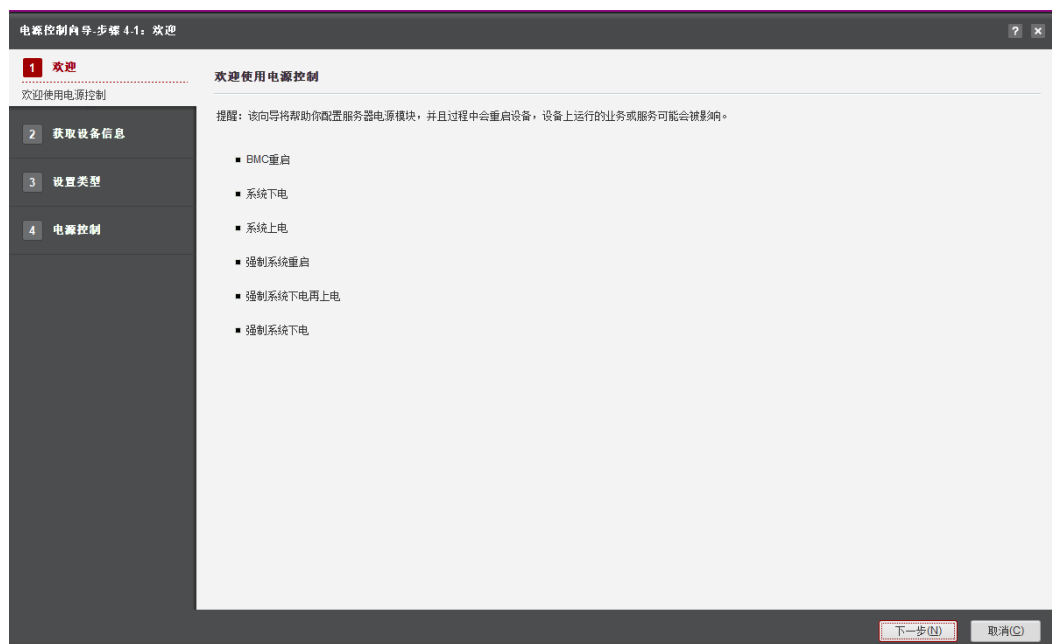 电源控制向导-步骤 4-1：欢迎
? ×
1 欢迎
欢迎使用电源控制
2 获取设备信息
3 设置类型
4 电源控制
欢迎使用电源控制
提醒：该向导将帮助你配置服务器电源模块，并且过程中会重启设备，设备上运行的业务或服务可能会被影响。
■ BMC重启
■ 系统下电
■ 系统上电
■ 强制系统重启
■ 强制系统下电再上电
■ 强制系统下电
下一步(N) 取消(C)